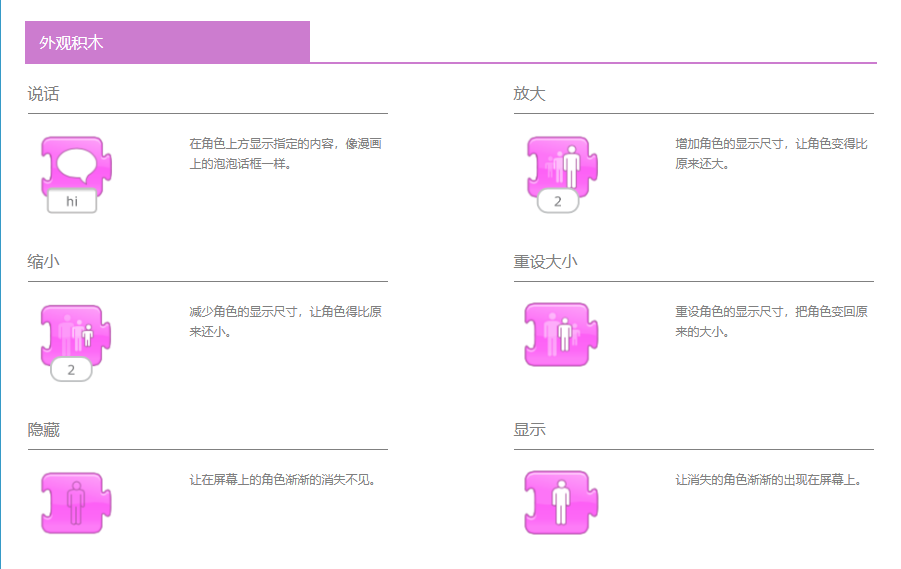 外观积木
说话
在角色上方显示指定的内容，像漫画
上的泡泡话框一样。
hi
放大
增加角色的显示尺寸，让角色变得比
原来还大。
2
缩小
减少角色的显示尺寸，让角色得比原
来还小。
2
重设大小
重设角色的显示尺寸，把角色变回原
来的大小。
隐藏
让在屏幕上的角色渐渐的消失不见。
显示
让消失的角色渐渐的出现在屏幕上。